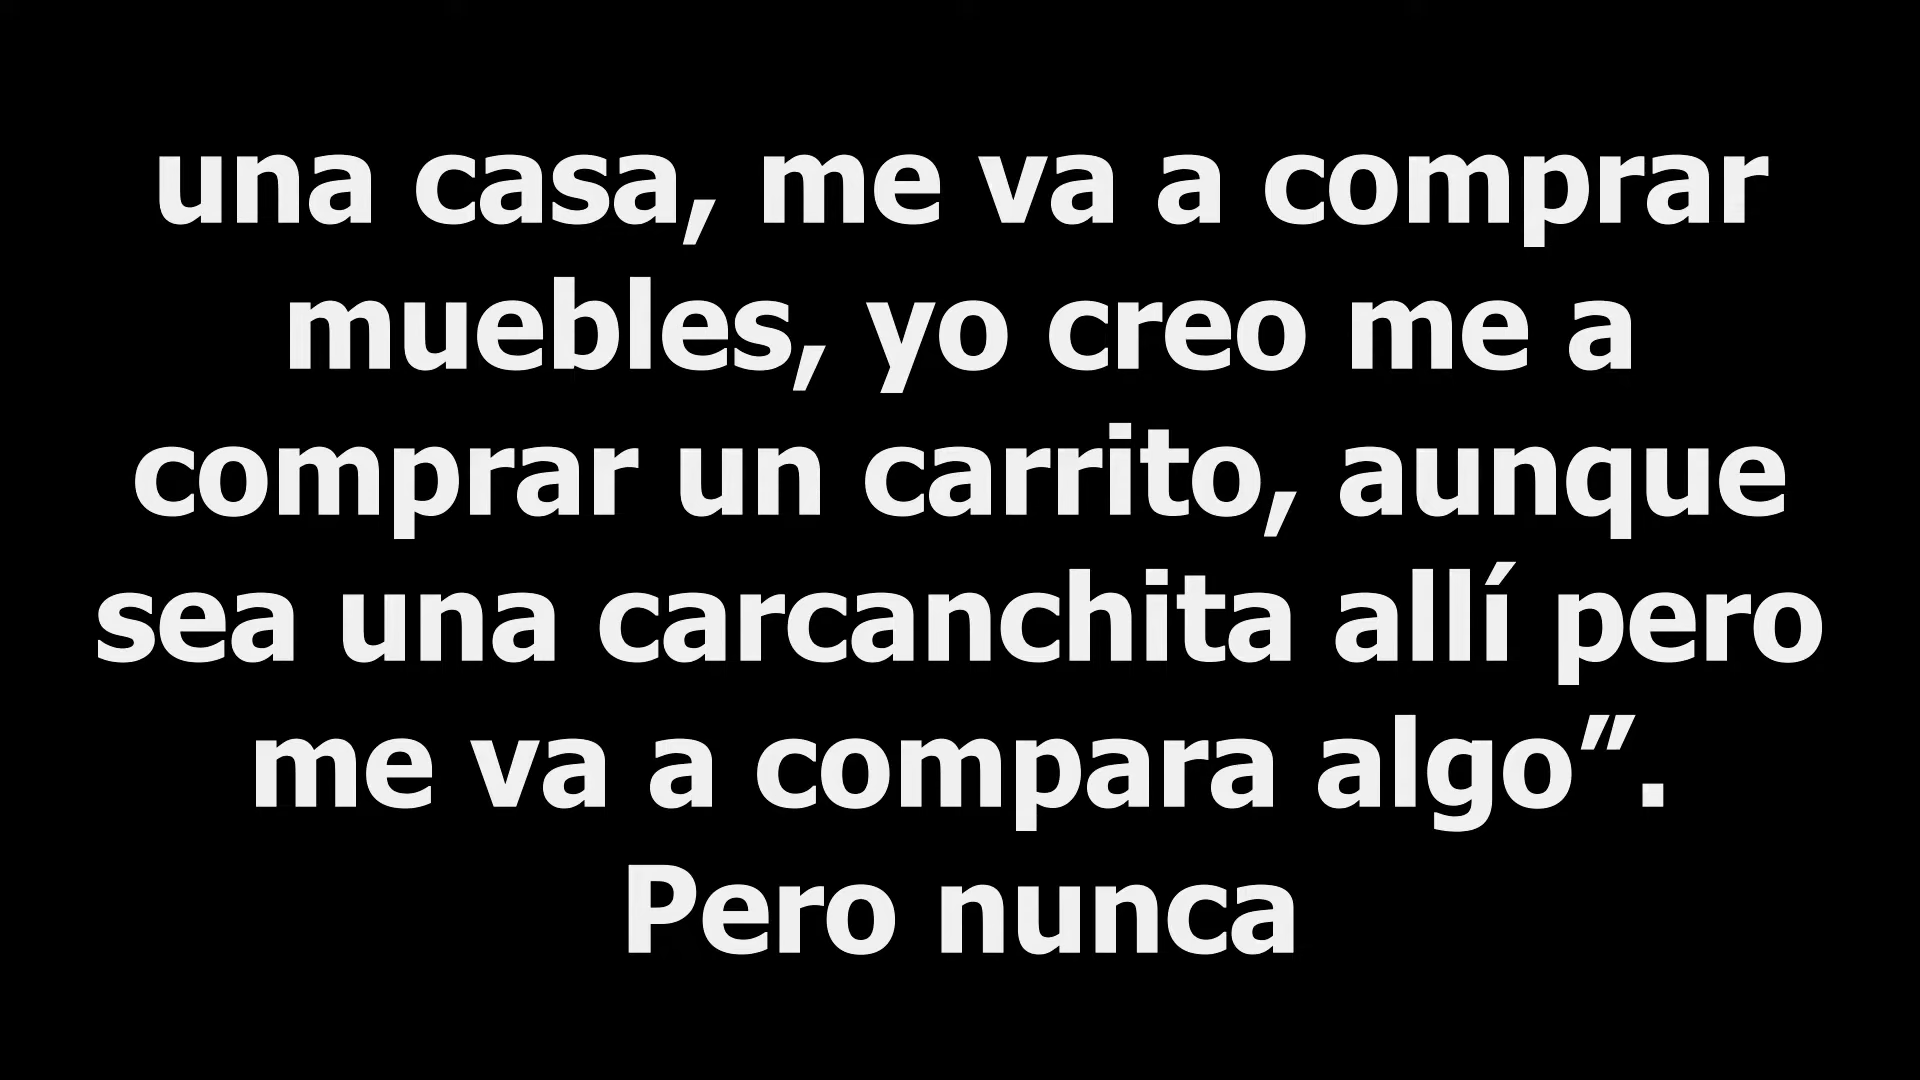 una casa, me va a comprar
muebles, yo creo me a
comprar un carrito, aunque
sea una carcanchita allí pero
me va a compara algo”.
Pero nunca